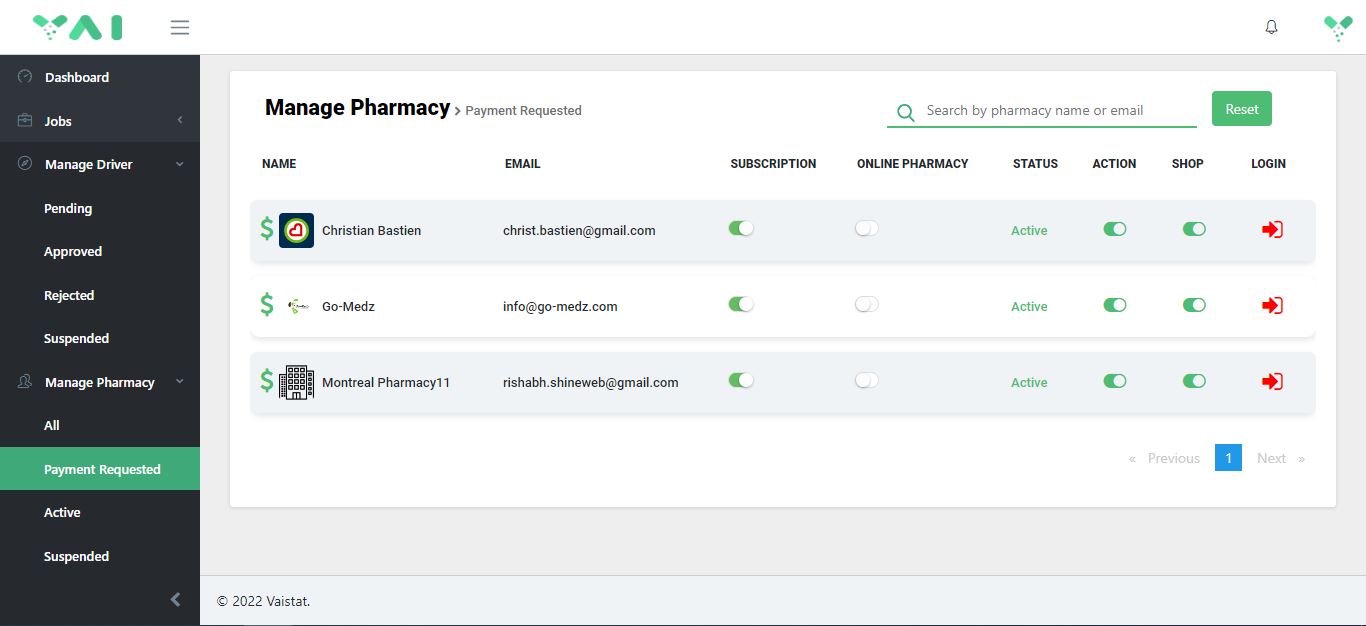 VAI
Dashboard
Jobs
Manage Driver
Pending
Approved
Rejected
Suspended
Manage Pharmacy
All
Payment Requested
Active
Suspended
Manage Pharmacy > Payment Requested
Search by pharmacy name or email
Reset
NAME EMAIL SUBSCRIPTION ONLINE PHARMACY STATUS ACTION SHOP LOGIN
$ Christian Bastien christ.bastien@gmail.com Active
$ Go-Medz info@go-medz.com Active
$ Montreal Pharmacy11 rishabh.shineweb@gmail.com Active
« Previous 1 Next »
© 2022 Vaistat.